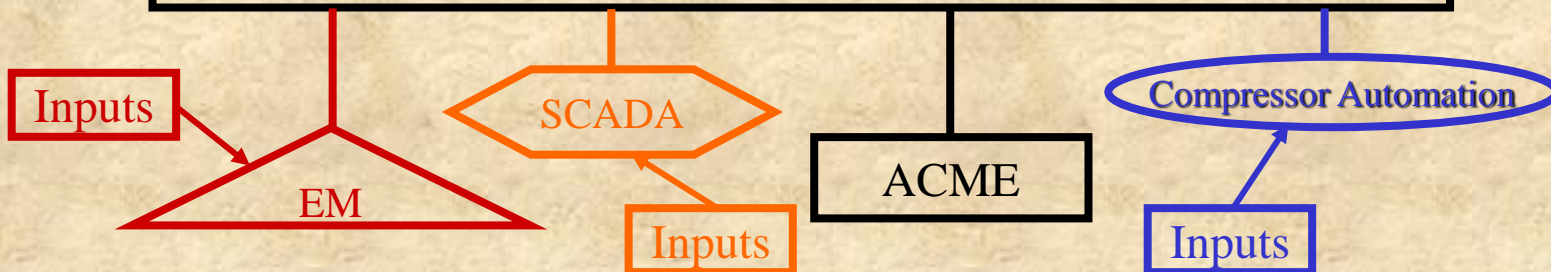 Inputs
SCADA
Compressor Automation
EM
ACME
Inputs
Inputs